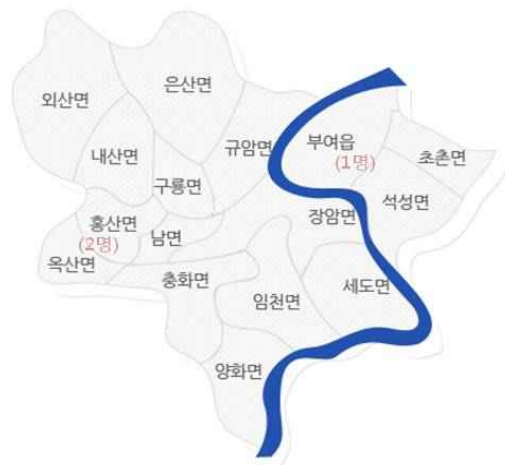 은산면
외산면
규암면
부여읍
(1명)
초촌면
내산면
구룡면
석성면
홍산면
(2명)
남면
장암면
옥산면
충화면
임천면
세도면
양화면